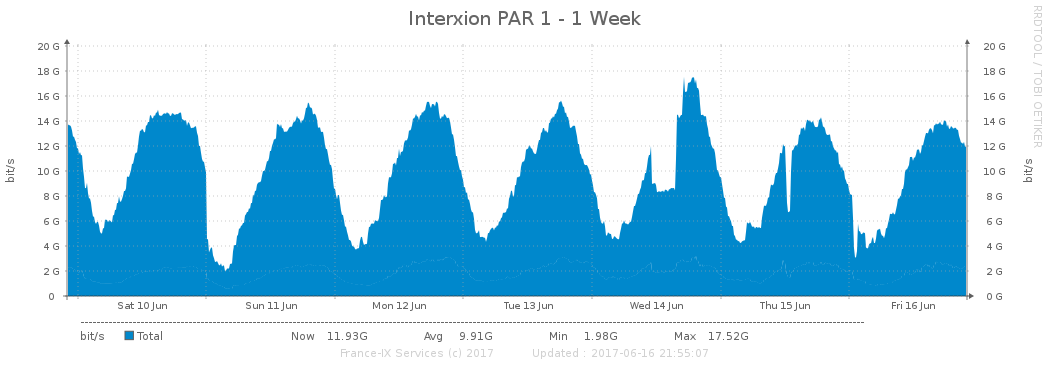 Interxion PAR 1 - 1 Week
RRDTOOL / TOBI OETIKER
bit/s
20 G 20 G
18 G 18 G
16 G 16 G
14 G 14 G
12 G 12 G
10 G 10 G
8 G 8 G
6 G 6 G
4 G 4 G
2 G 2 G
0 0 G
bit/s
Sat 10 Jun Sun 11 Jun Mon 12 Jun Tue 13 Jun Wed 14 Jun Thu 15 Jun Fri 16 Jun
bit/s Total Now 11.93G Avg 9.91G Min 1.98G Max 17.52G
France-IX Services (c) 2017 Updated : 2017-06-16 21:55:07